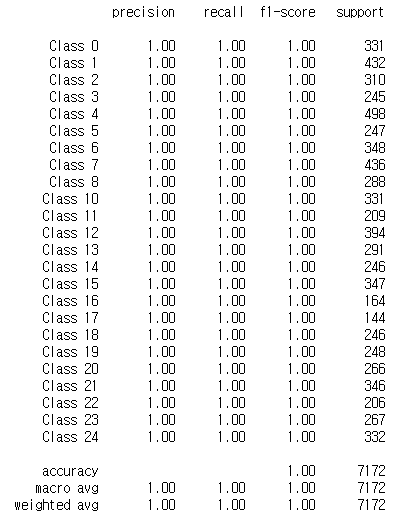 precision recall f1-score support
Class 0 1.00 1.00 1.00 331
Class 1 1.00 1.00 1.00 432
Class 2 1.00 1.00 1.00 310
Class 3 1.00 1.00 1.00 245
Class 4 1.00 1.00 1.00 498
Class 5 1.00 1.00 1.00 247
Class 6 1.00 1.00 1.00 348
Class 7 1.00 1.00 1.00 436
Class 8 1.00 1.00 1.00 288
Class 10 1.00 1.00 1.00 331
Class 11 1.00 1.00 1.00 209
Class 12 1.00 1.00 1.00 394
Class 13 1.00 1.00 1.00 291
Class 14 1.00 1.00 1.00 246
Class 15 1.00 1.00 1.00 347
Class 16 1.00 1.00 1.00 164
Class 17 1.00 1.00 1.00 144
Class 18 1.00 1.00 1.00 246
Class 19 1.00 1.00 1.00 248
Class 20 1.00 1.00 1.00 266
Class 21 1.00 1.00 1.00 346
Class 22 1.00 1.00 1.00 206
Class 23 1.00 1.00 1.00 267
Class 24 1.00 1.00 1.00 332
accuracy 1.00 7172
macro avg 1.00 1.00 1.00 7172
weighted avg 1.00 1.00 1.00 7172